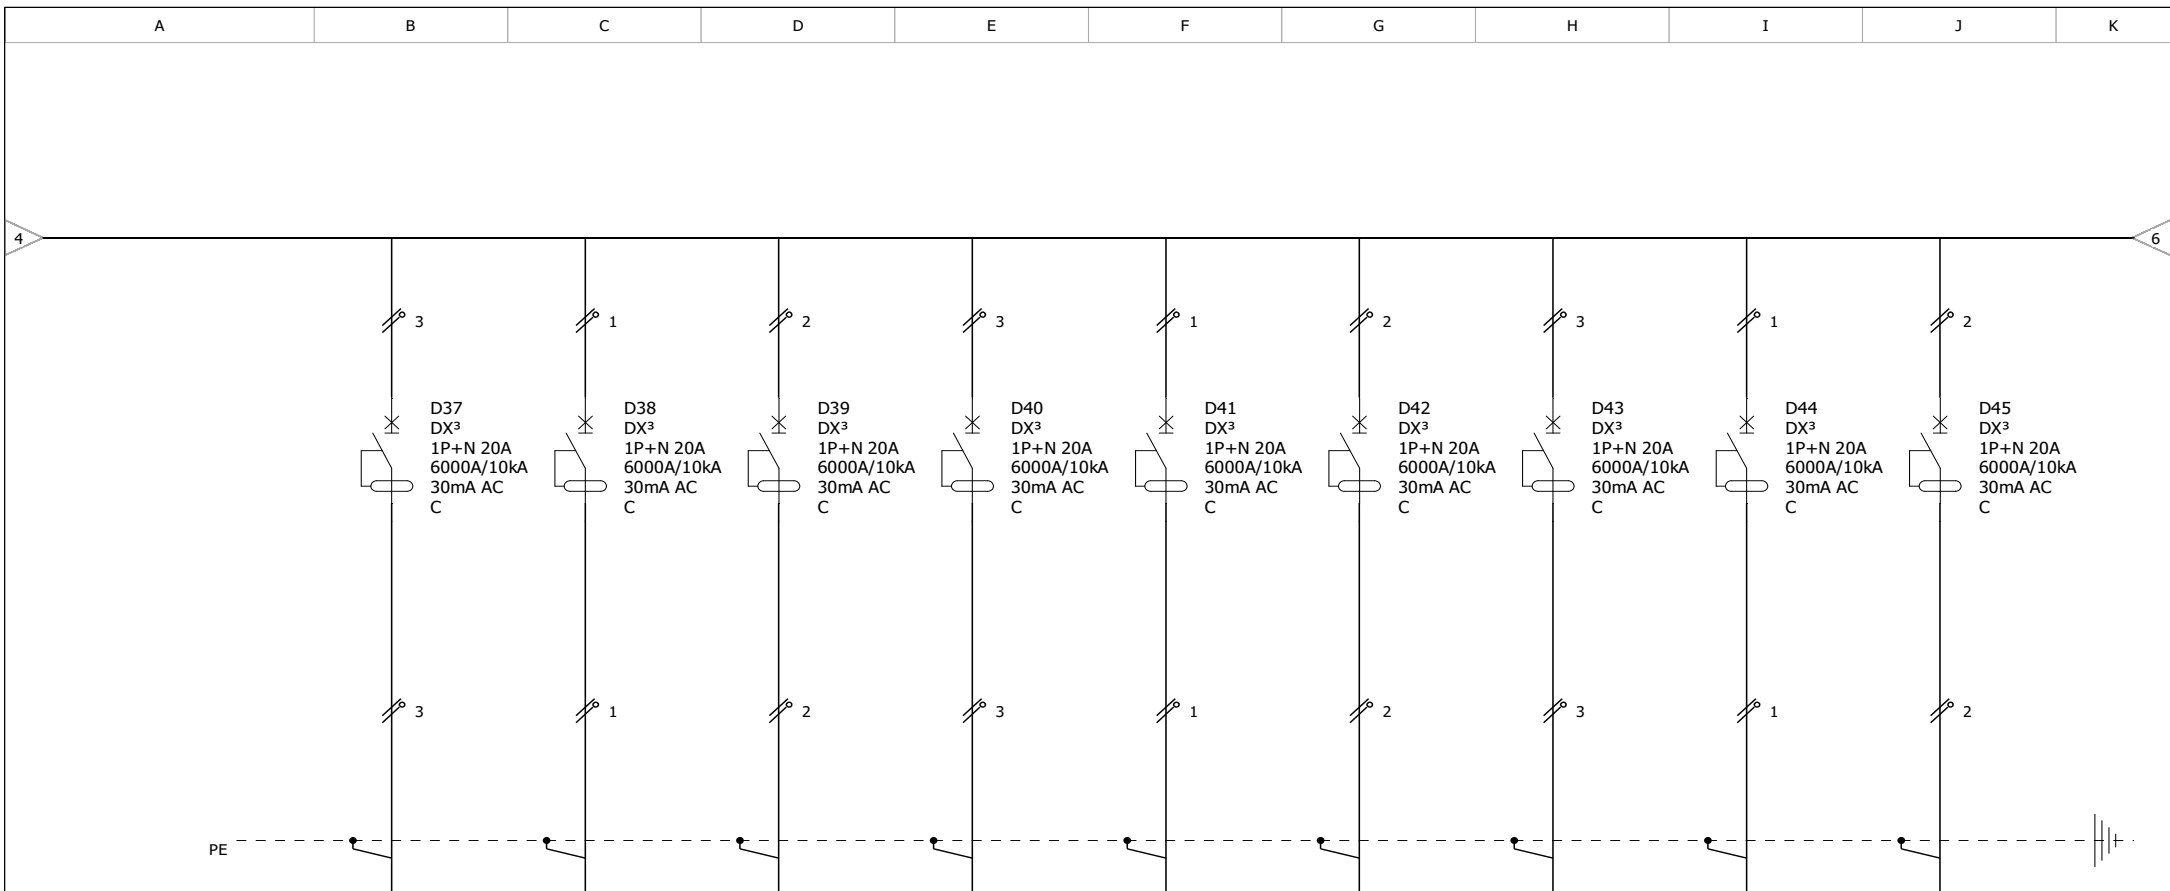 A B C D E F G H I J K
4 6
3 1 2 3 1 2 3 1 2
D37
DX³
1P+N 20A
6000A/10kA
30mA AC
C
D38
DX³
1P+N 20A
6000A/10kA
30mA AC
C
D39
DX³
1P+N 20A
6000A/10kA
30mA AC
C
D40
DX³
1P+N 20A
6000A/10kA
30mA AC
C
D41
DX³
1P+N 20A
6000A/10kA
30mA AC
C
D42
DX³
1P+N 20A
6000A/10kA
30mA AC
C
D43
DX³
1P+N 20A
6000A/10kA
30mA AC
C
D44
DX³
1P+N 20A
6000A/10kA
30mA AC
C
D45
DX³
1P+N 20A
6000A/10kA
30mA AC
C
3 1 2 3 1 2 3 1 2
PE